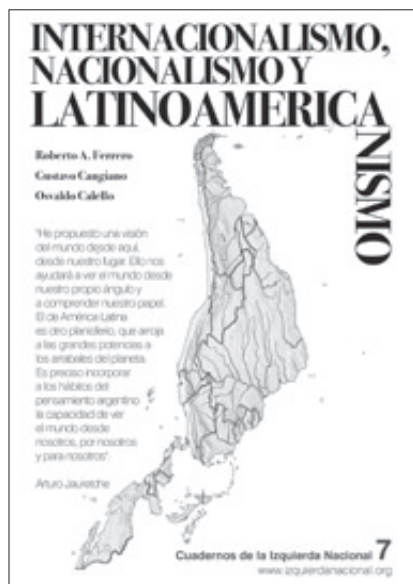 INTERNACIONALISMO,
NACIONALISMO Y
LATINOAMERICA
NISMO
Roberto A. Ferrero
Gustavo Cangiano
Osvaldo Calello
"He propuesto una visión
del mundo desde aquí,
desde nuestro lugar. Ello nos
ayudará a ver el mundo desde
nuestro propio ángulo y
a comprender nuestro papel.
El de América Latina
es otro planisferio, que arroja
a las grandes potencias a
los arrabales del planeta.
Es preciso incorporar
a los hábitos del
pensamiento argentino
la capacidad de ver
el mundo desde
nosotros, por nosotros
y para nosotros".
Arturo Jauretche
Cuadernos de la Izquierda Nacional 7
www.izquierdanacional.org